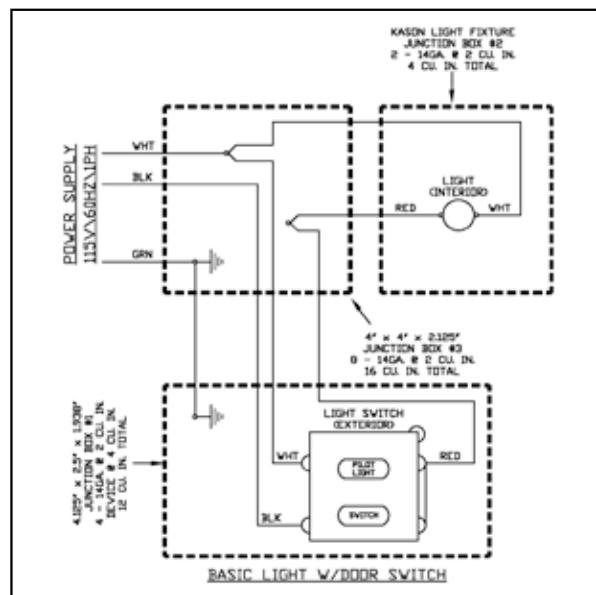 KASON LIGHT FIXTURE
JUNCTION BOX #2
2 - 14GA. @ 2 CU. IN.
4 CU. IN. TOTAL
POWER SUPPLY
115V\60HZ\1PH
WHT
BLK
GRN
LIGHT
(INTERIOR)
RED
WHT
4" x 4" x 2.125"
JUNCTION BOX #3
8 - 14GA. @ 2 CU. IN.
16 CU. IN. TOTAL
4.125" x 2.5" x 1.938"
JUNCTION BOX #1
4 - 14GA. @ 2 CU. IN.
DEVICE @ 4 CU. IN.
12 CU. IN. TOTAL
LIGHT SWITCH
(EXTERIOR)
WHT
RED
PILOT
LIGHT
SWITCH
BLK
BASIC LIGHT W/DOOR SWITCH